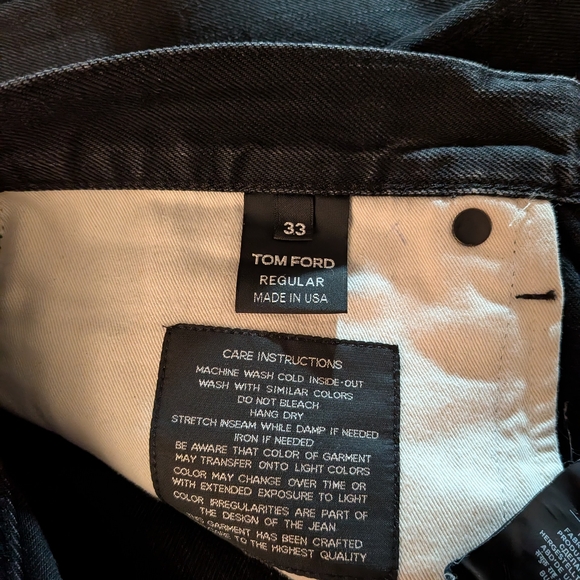 33
TOM FORD
REGULAR
MADE IN USA
CARE INSTRUCTIONS
MACHINE WASH COLD INSIDE-OUT
WASH WITH SIMILAR COLORS
DO NOT BLEACH
HANG DRY
STRETCH INSEAM WHILE DAMP IF NEEDED
IRON IF NEEDED
BE AWARE THAT COLOR OF GARMENT
MAY TRANSFER ONTO LIGHT COLORS
COLOR MAY CHANGE OVER TIME OR
WITH EXTENDED EXPOSURE TO LIGHT
COLOR IRREGULARITIES ARE PART OF
THE DESIGN OF THE JEAN
GARMENT HAS BEEN CRAFTED
TO THE HIGHEST QUALITY